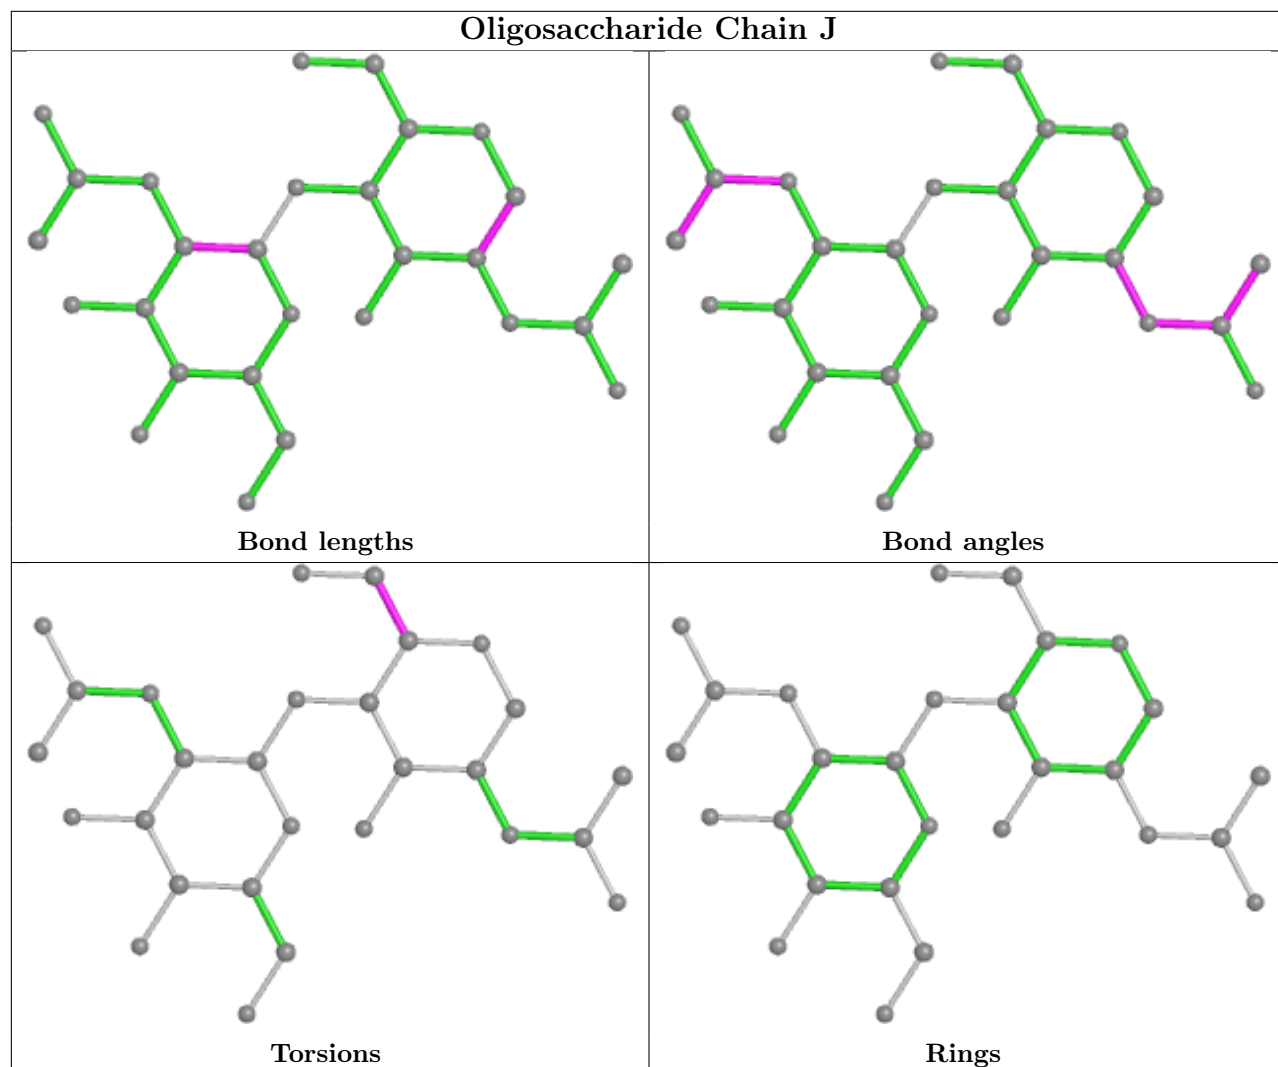 Oligosaccharide Chain J
Bond lengths
Bond angles
Torsions
Rings